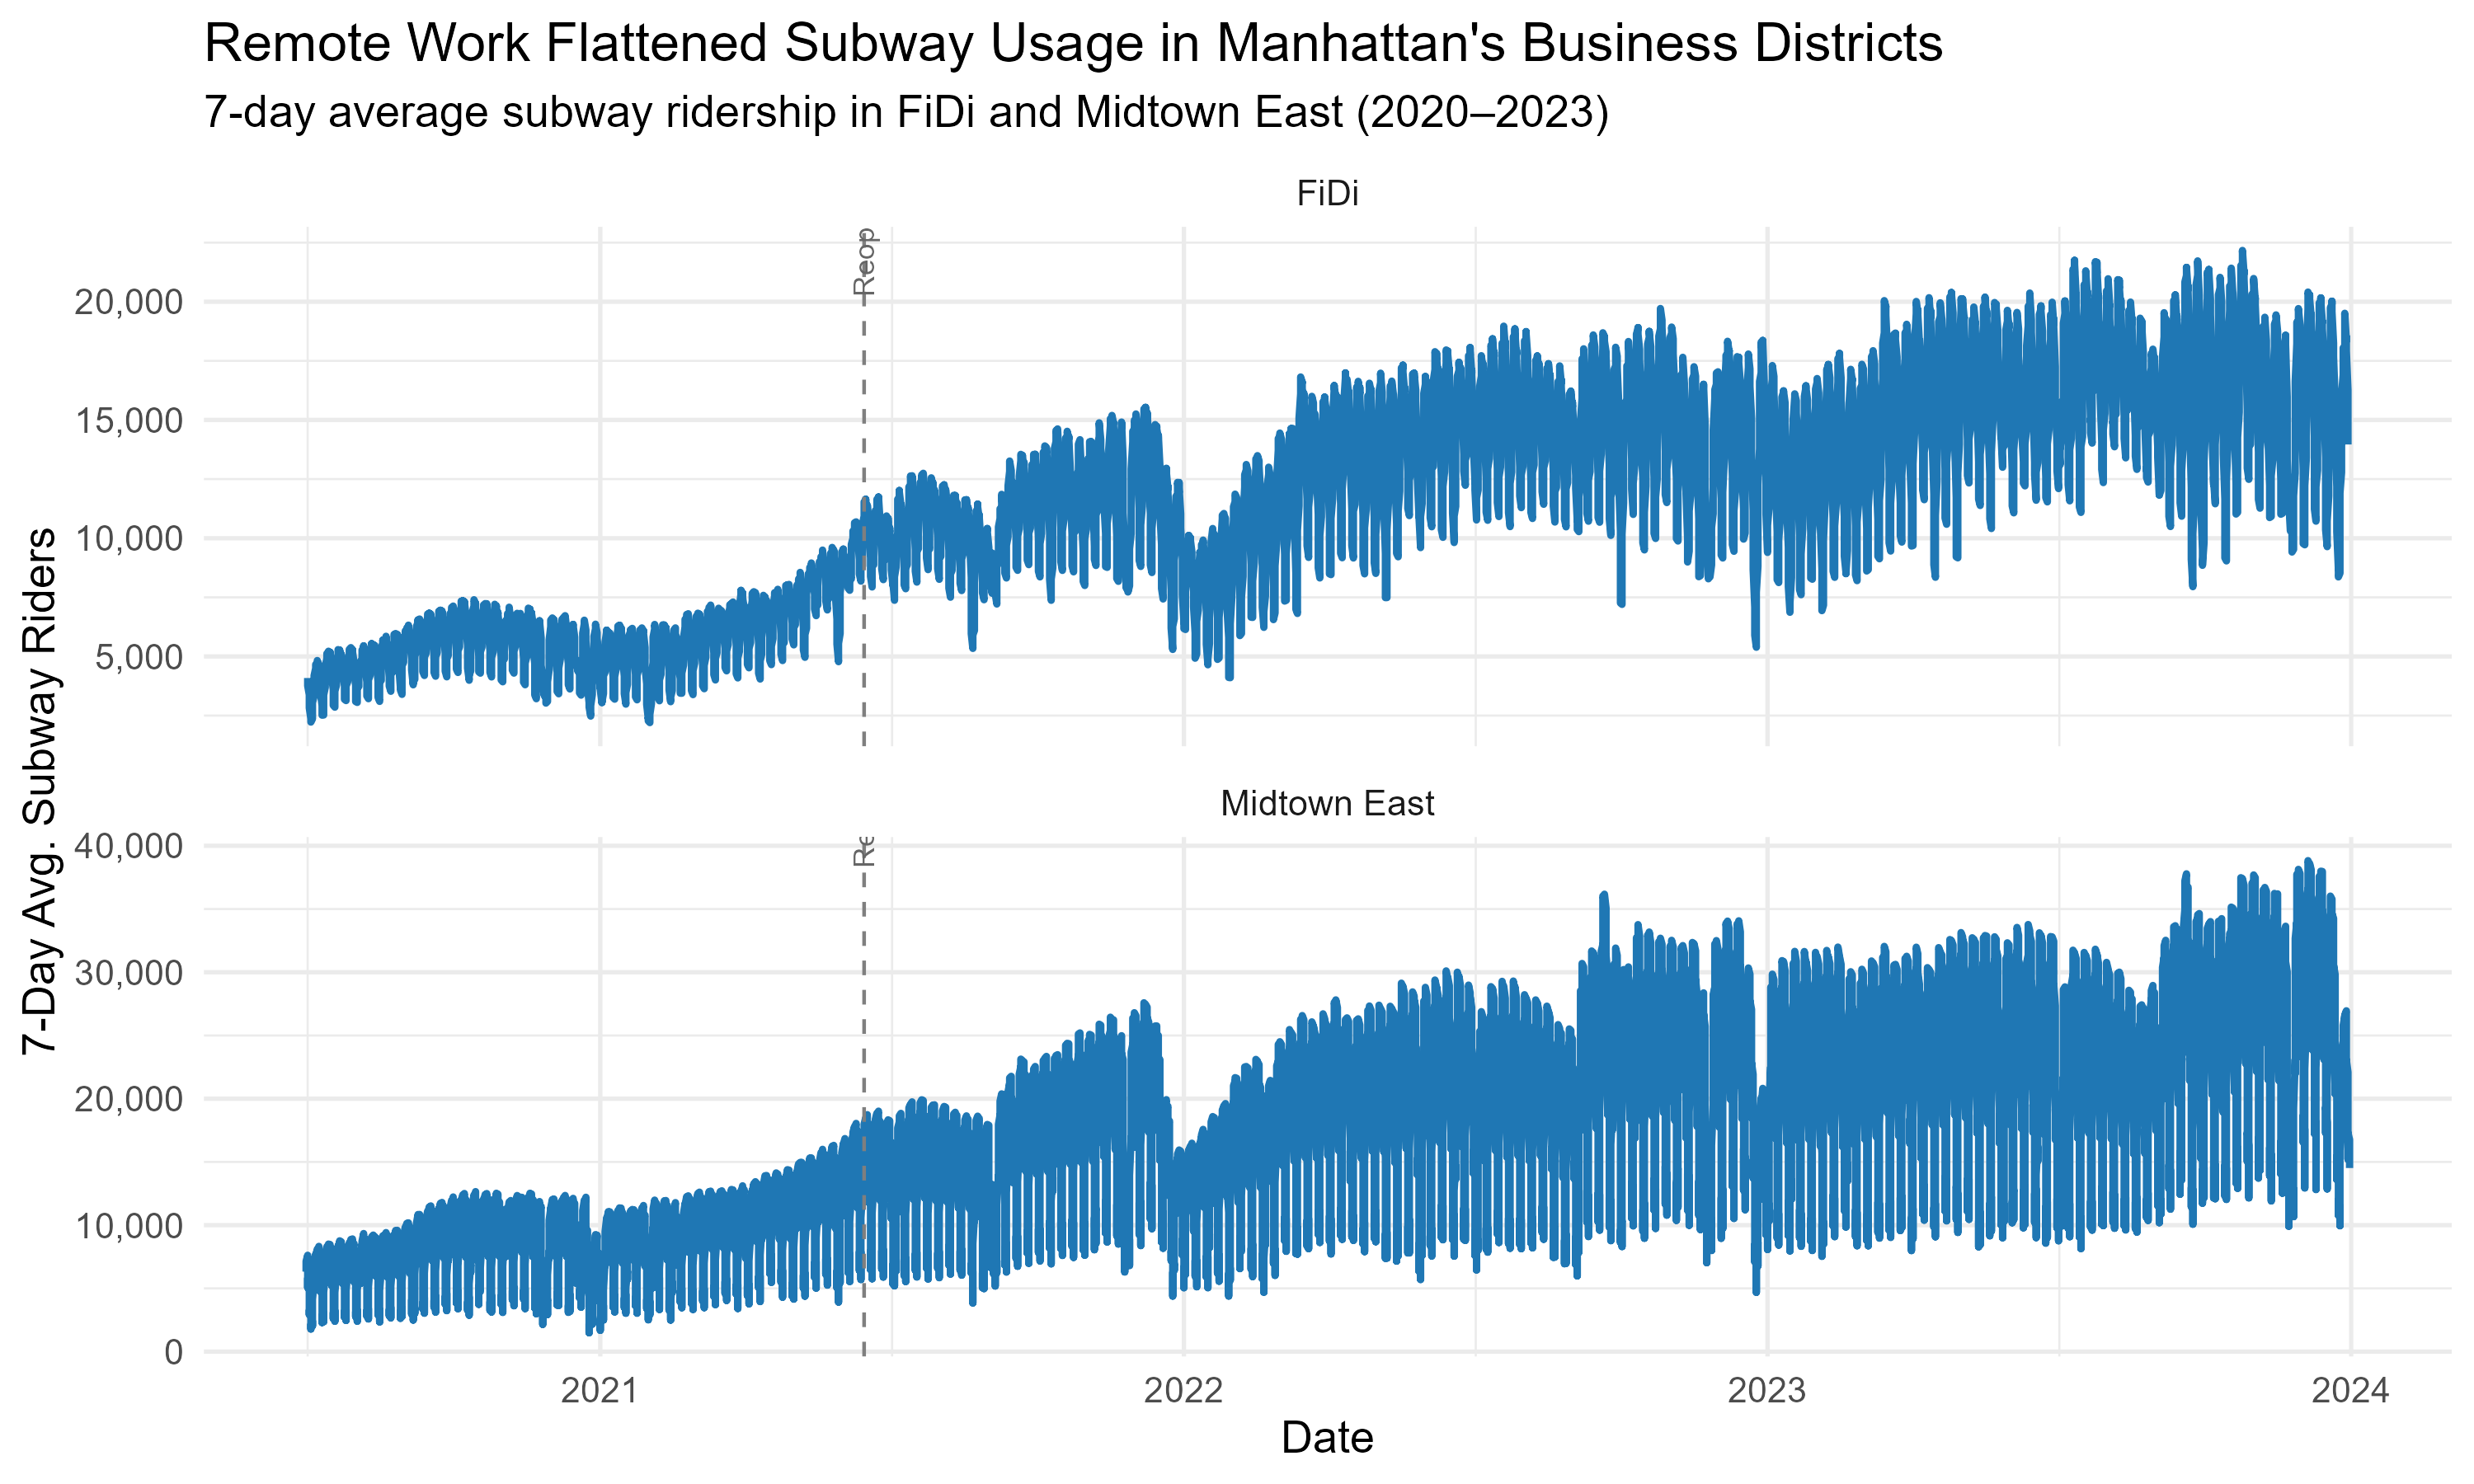 Remote Work Flattened Subway Usage in Manhattan's Business Districts
7-day average subway ridership in FiDi and Midtown East (2020–2023)
FiDi
Reop
20,000
15,000
10,000
5,000
7-Day Avg. Subway Riders
Midtown East
Re
40,000
30,000
20,000
10,000
0
2021 2022 2023 2024
Date